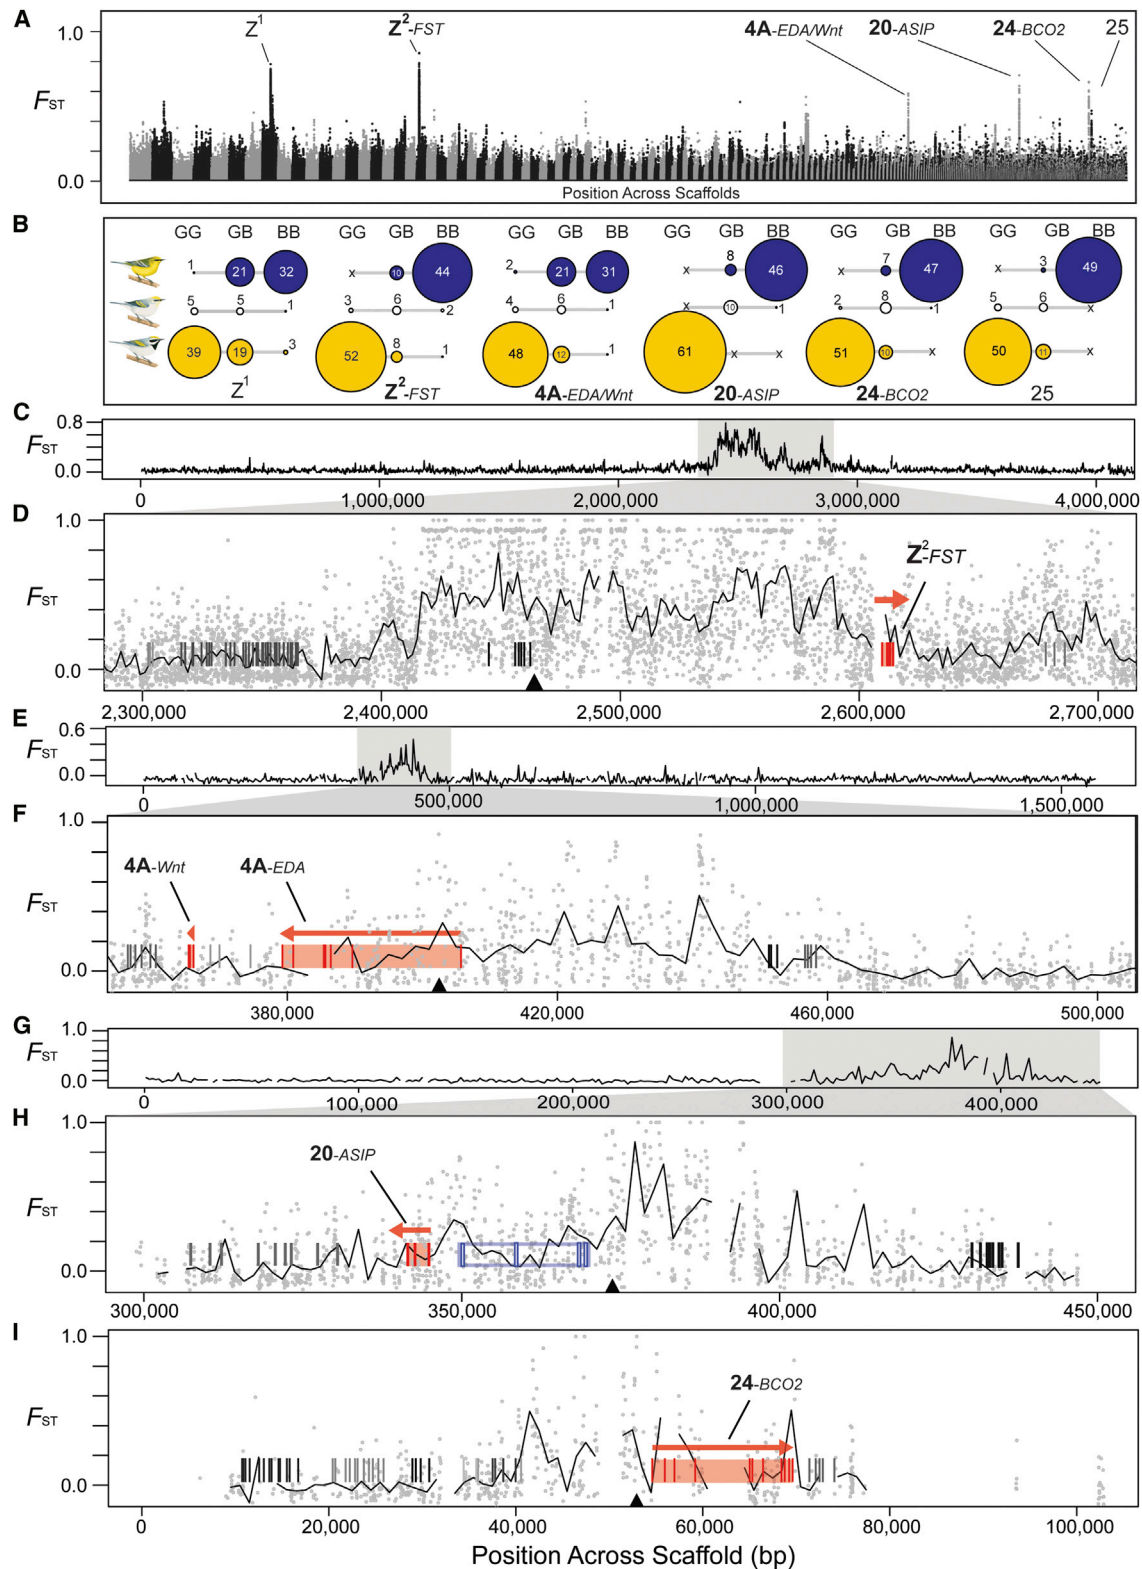 A
1.0
Z¹
Z²-FST
4A-EDA/Wnt
20-ASIP
24-BCO2
25
FST
0.0
Position Across Scaffolds
B
GG GB BB GG GB BB GG GB BB GG GB BB GG GB BB GG GB BB
1 21 32 x 10 44 2 21 31 x 8 46 x 7 47 x 3 49
5 5 1 3 6 2 4 6 1 x 10 1 2 8 1 5 6 x
39 19 3 52 8 1 48 12 1 61 x x 51 10 x 50 11 x
Z¹ Z²-FST 4A-EDA/Wnt 20-ASIP 24-BCO2 25
C
0.8
FST
0.0
0 1,000,000 2,000,000 3,000,000 4,000,000
D
1.0
Z²-FST
FST
0.0
2,300,000 2,400,000 2,500,000 2,600,000 2,700,000
E
0.6
FST
0.0
0 500,000 1,000,000 1,500,000
F
1.0
4A-Wnt 4A-EDA
FST
0.0
380,000 420,000 460,000 500,000
G
1.0
FST
0.0
0 100,000 200,000 300,000 400,000
H
1.0
20-ASIP
FST
0.0
300,000 350,000 400,000 450,000
I
1.0
24-BCO2
FST
0.0
0 20,000 40,000 60,000 80,000 100,000
Position Across Scaffold (bp)